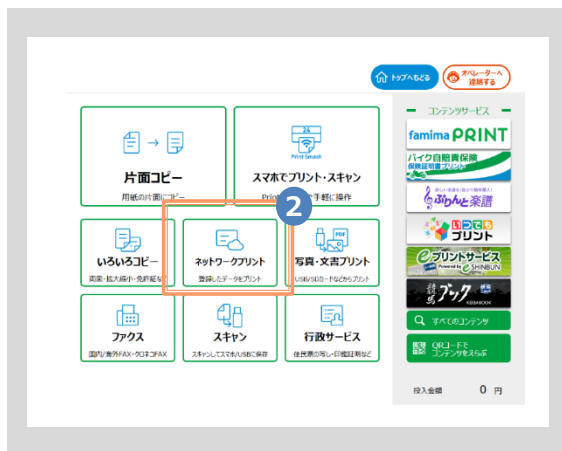 トップへもどる
オペレーターへ
連絡する
コンテンツサービス
片面コピー
用紙の片面にコピー
24
Print Smash
スマホでプリント・スキャン
Print
で手軽に操作
2
famima PRINT
バイク自賠責保険
保険証明書プリント
ぷりんと楽譜
いつでも
プリント
いろいろコピー
両面・拡大縮小・免許証など
ネットワークプリント
登録したデータをプリント
PDF
写真・文書プリント
USB/SDカードなどからプリント
eプリントサービス
Powered by e-SHINBUN
競馬ブック
KEIBABOOK
ファクス
国内/海外FAX・クロネコFAX
スキャン
スキャンしてスマホ/USBに保存
行政サービス
住民票の写し・印鑑証明など
すべてのコンテンツ
QRコードで
コンテンツをえらぶ
投入金額 0 円